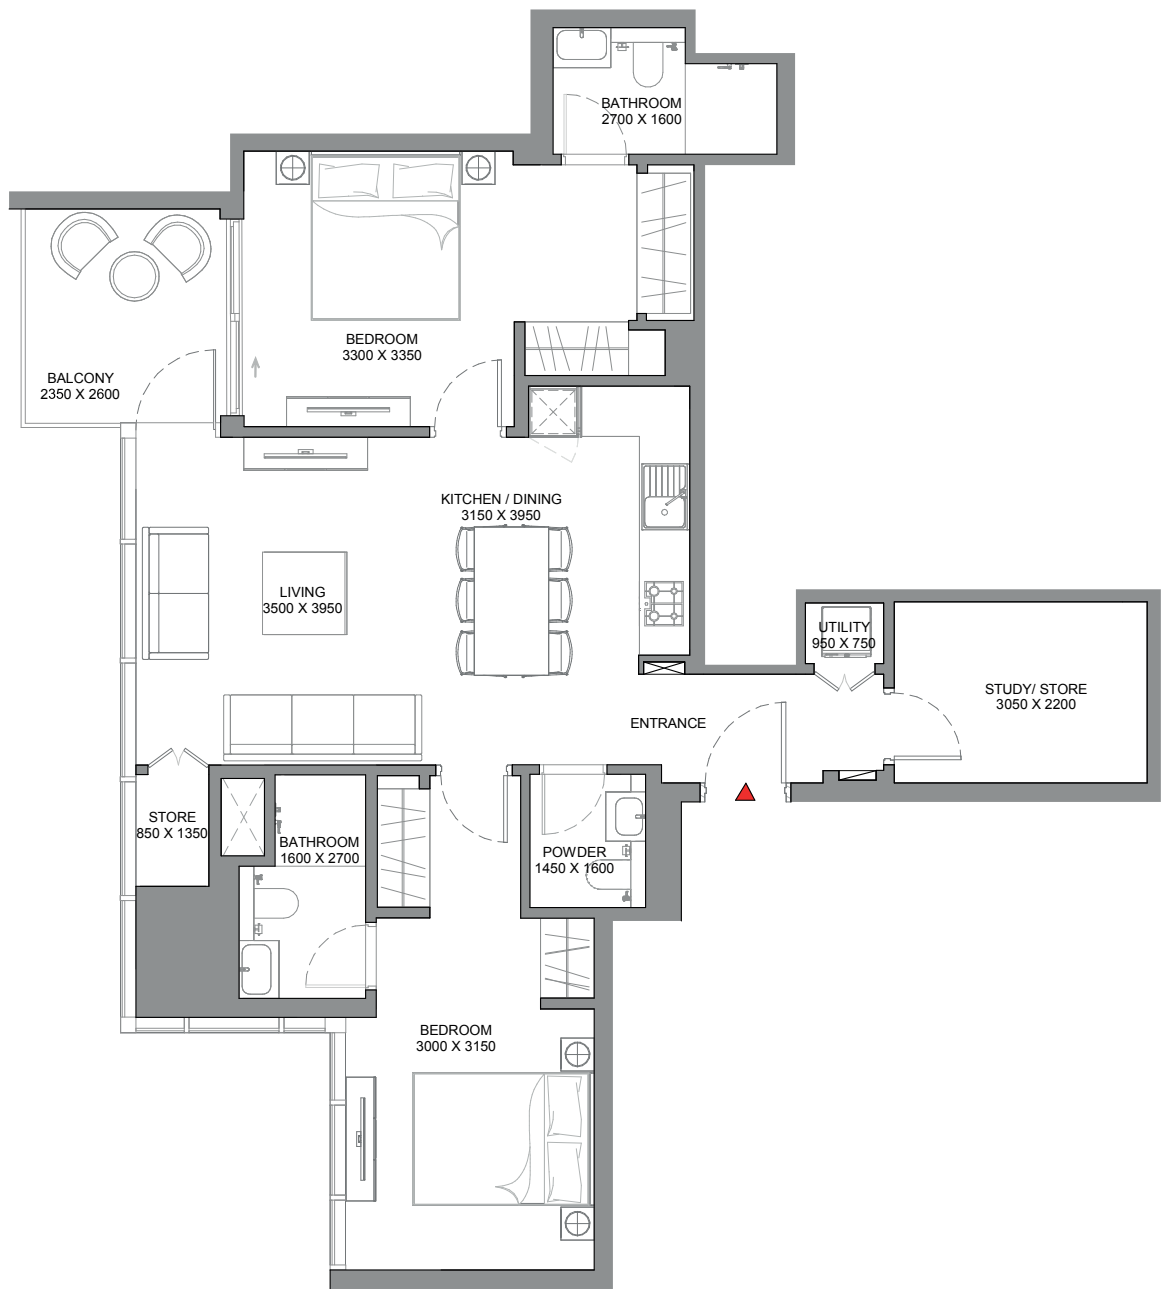 BATHROOM
2700 X 1600
BEDROOM
3300 X 3350
BALCONY
2350 X 2600
KITCHEN / DINING
3150 X 3950
LIVING
3500 X 3950
UTILITY
950 X 750
STUDY/ STORE
3050 X 2200
ENTRANCE
STORE
850 X 1350
BATHROOM
1600 X 2700
POWDER
1450 X 1600
BEDROOM
3000 X 3150